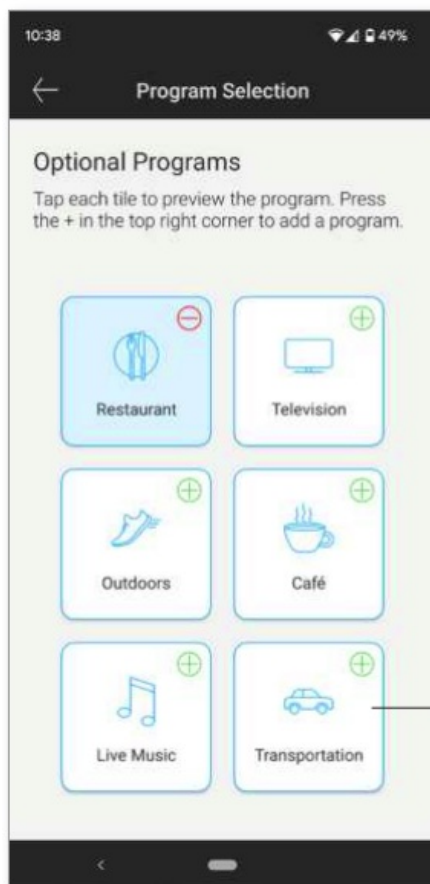 10:38 49%
Program Selection
Optional Programs
Tap each tile to preview the program. Press
the + in the top right corner to add a program.
Restaurant Television
Outdoors Café
Live Music Transportation